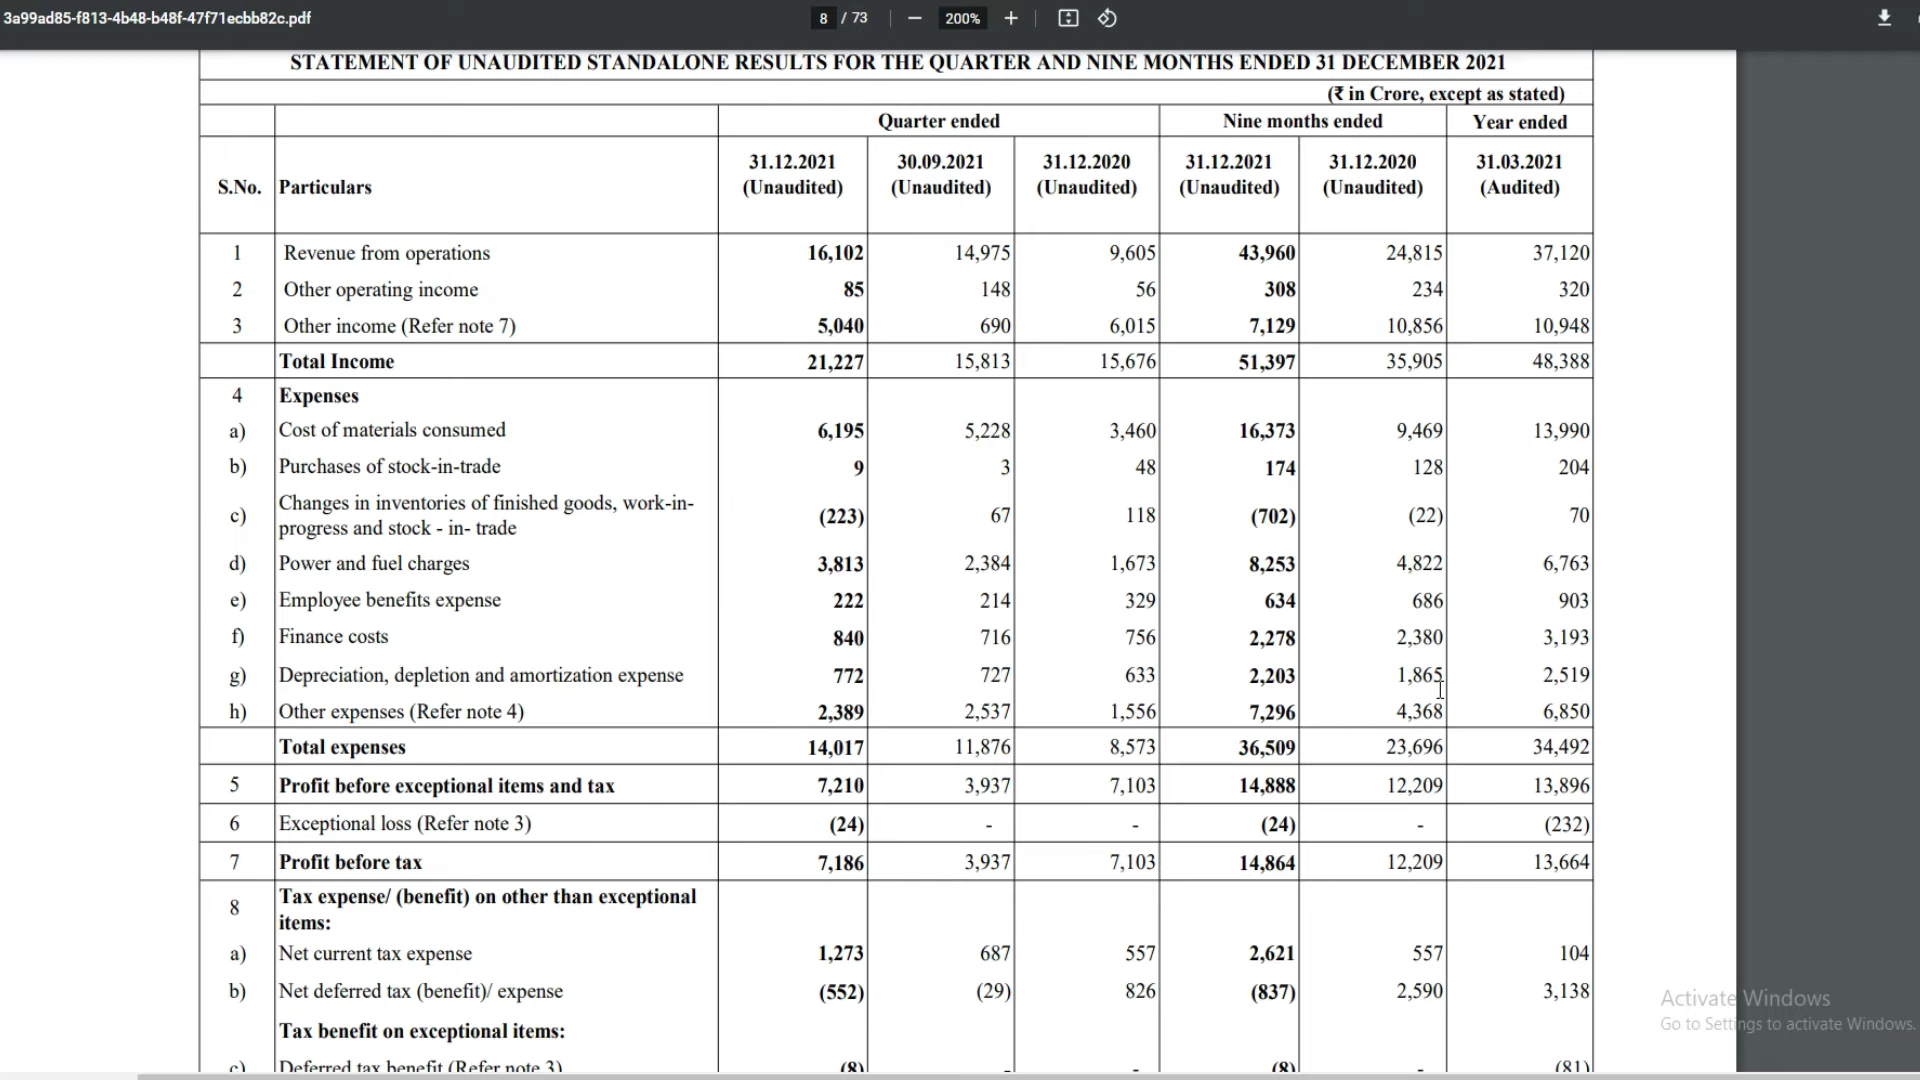 3a99ad85-f813-4b48-b48f-47f71ecbb82c.pdf 8 / 73 — 200% +
STATEMENT OF UNAUDITED STANDALONE RESULTS FOR THE QUARTER AND NINE MONTHS ENDED 31 DECEMBER 2021
(₹ in Crore, except as stated)
Quarter ended Nine months ended Year ended
S.No. Particulars 31.12.2021 (Unaudited) 30.09.2021 (Unaudited) 31.12.2020 (Unaudited) 31.12.2021 (Unaudited) 31.12.2020 (Unaudited) 31.03.2021 (Audited)
1 Revenue from operations 16,102 14,975 9,605 43,960 24,815 37,120
2 Other operating income 85 148 56 308 234 320
3 Other income (Refer note 7) 5,040 690 6,015 7,129 10,856 10,948
Total Income 21,227 15,813 15,676 51,397 35,905 48,388
4 Expenses
a) Cost of materials consumed 6,195 5,228 3,460 16,373 9,469 13,990
b) Purchases of stock-in-trade 9 3 48 174 128 204
c) Changes in inventories of finished goods, work-in-
progress and stock - in- trade (223) 67 118 (702) (22) 70
d) Power and fuel charges 3,813 2,384 1,673 8,253 4,822 6,763
e) Employee benefits expense 222 214 329 634 686 903
f) Finance costs 840 716 756 2,278 2,380 3,193
g) Depreciation, depletion and amortization expense 772 727 633 2,203 1,865 2,519
h) Other expenses (Refer note 4) 2,389 2,537 1,556 7,296 4,368 6,850
Total expenses 14,017 11,876 8,573 36,509 23,696 34,492
5 Profit before exceptional items and tax 7,210 3,937 7,103 14,888 12,209 13,896
6 Exceptional loss (Refer note 3) (24) - - (24) - (232)
7 Profit before tax 7,186 3,937 7,103 14,864 12,209 13,664
8 Tax expense/ (benefit) on other than exceptional
items:
a) Net current tax expense 1,273 687 557 2,621 557 104
b) Net deferred tax (benefit)/ expense (552) (29) 826 (837) 2,590 3,138
Tax benefit on exceptional items:
c) Deferred tax benefit (Refer note 3) (8) - - (8) - (81)
Activate Windows
Go to Settings to activate Windows.